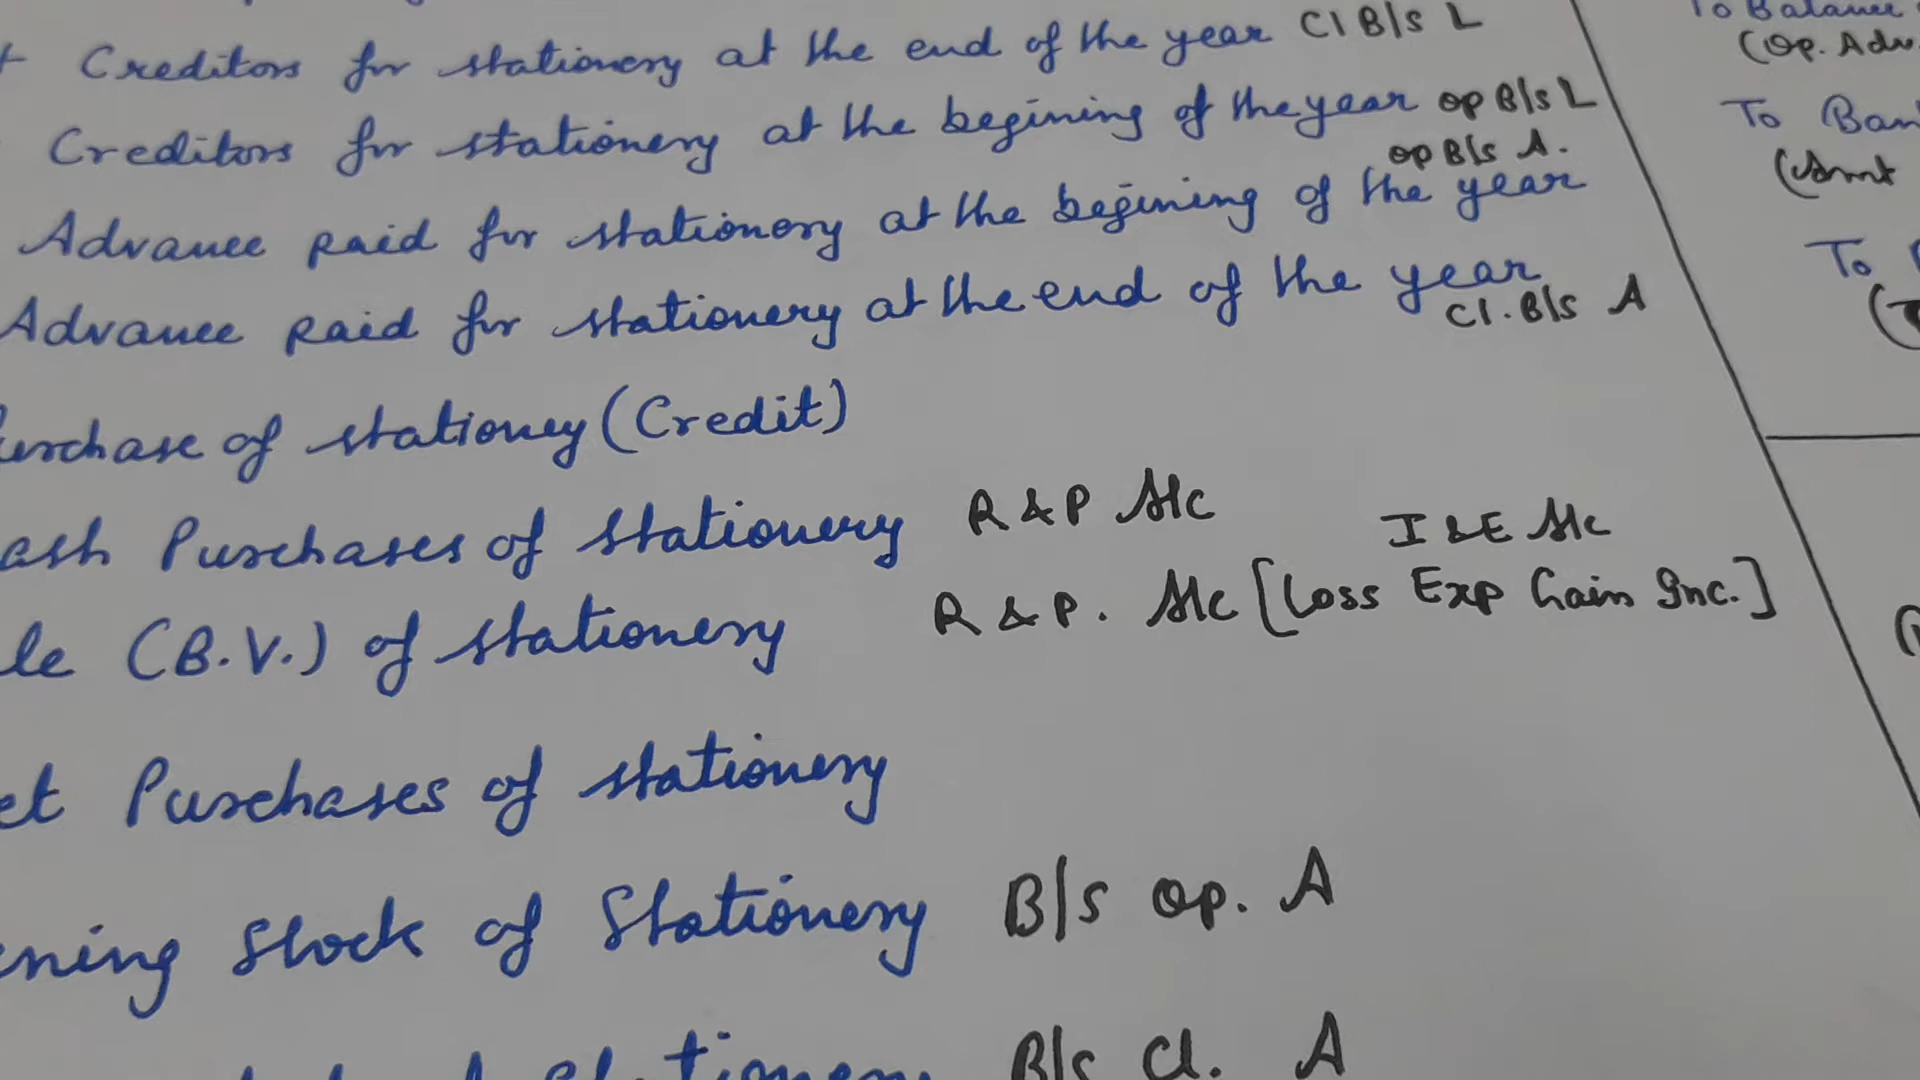 Creditors for stationery at the end of the year Cl B/s L
Creditors for stationery at the begining of the year op B/s L
op B/s A.
Advance paid for stationery at the begining of the year
Advance paid for stationery at the end of the year
Cl. B/s A
urchase of stationey (Credit)
ash Purchases of stationery R & P A/c
I & E A/c
le (B.V.) of stationery R & P. A/c [Loss Exp Gain Inc.]
et Purchases of stationery
ening Stock of Stationery B/s op. A
B/s Cl. A
To Balance
(Op. Adv.
To Ban
(Amt
To